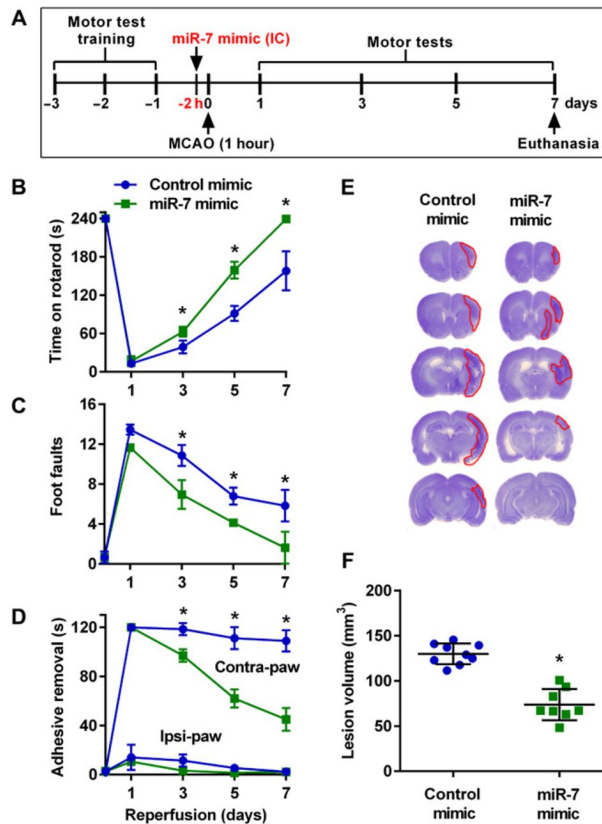 A
Motor test
training
miR-7 mimic (IC)
Motor tests
–3
–2
–1
-2 h
0
1
3
5
7
days
MCAO (1 hour)
Euthanasia
B
Control mimic
miR-7 mimic
Time on rotarod (s)
240
180
120
60
0
*
*
*
1
3
5
7
C
Foot faults
16
12
8
4
0
*
*
*
1
3
5
7
D
Adhesive removal (s)
120
80
40
0
*
*
*
Contra-paw
Ipsi-paw
1
3
5
7
Reperfusion (days)
E
Control
mimic
miR-7
mimic
F
Lesion volume (mm³)
200
150
100
50
0
*
Control
mimic
miR-7
mimic